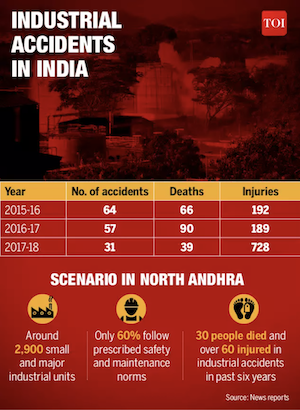 INDUSTRIAL
ACCIDENTS
IN INDIA
TOI
Year No. of accidents Deaths Injuries
2015-16 64 66 192
2016-17 57 90 189
2017-18 31 39 728
SCENARIO IN NORTH ANDHRA
Around
2,900 small
and major
industrial units
Only 60% follow
prescribed safety
and maintenance
norms
30 people died and
over 60 injured in
industrial accidents
in past six years
Source: News reports